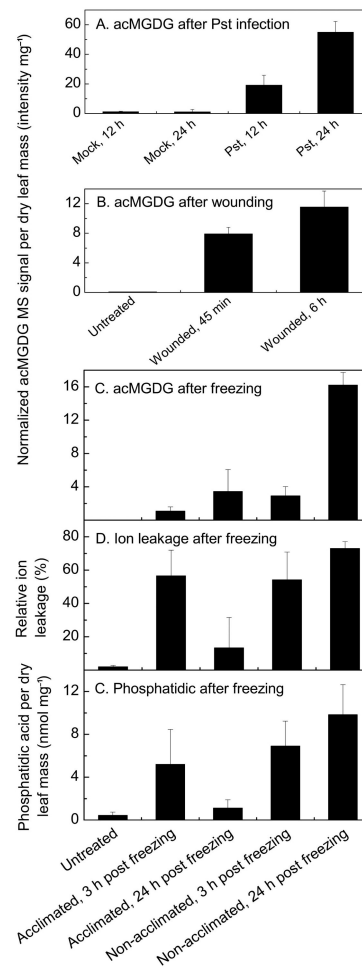 Normalized acMGDG MS signal per dry leaf mass (intensity mg⁻¹)
A. acMGDG after Pst infection
60
40
20
0
Mock, 12 h
Mock, 24 h
Pst, 12 h
Pst, 24 h
B. acMGDG after wounding
12
8
4
0
Untreated
Wounded, 45 min
Wounded, 6 h
C. acMGDG after freezing
16
12
8
4
D. Ion leakage after freezing
Relative ion
leakage (%)
80
60
40
20
C. Phosphatidic after freezing
Phosphatidic acid per dry
leaf mass (nmol mg⁻¹)
12
8
4
0
Untreated
Acclimated, 3 h post freezing
Acclimated, 24 h post freezing
Non-acclimated, 3 h post freezing
Non-acclimated, 24 h post freezing